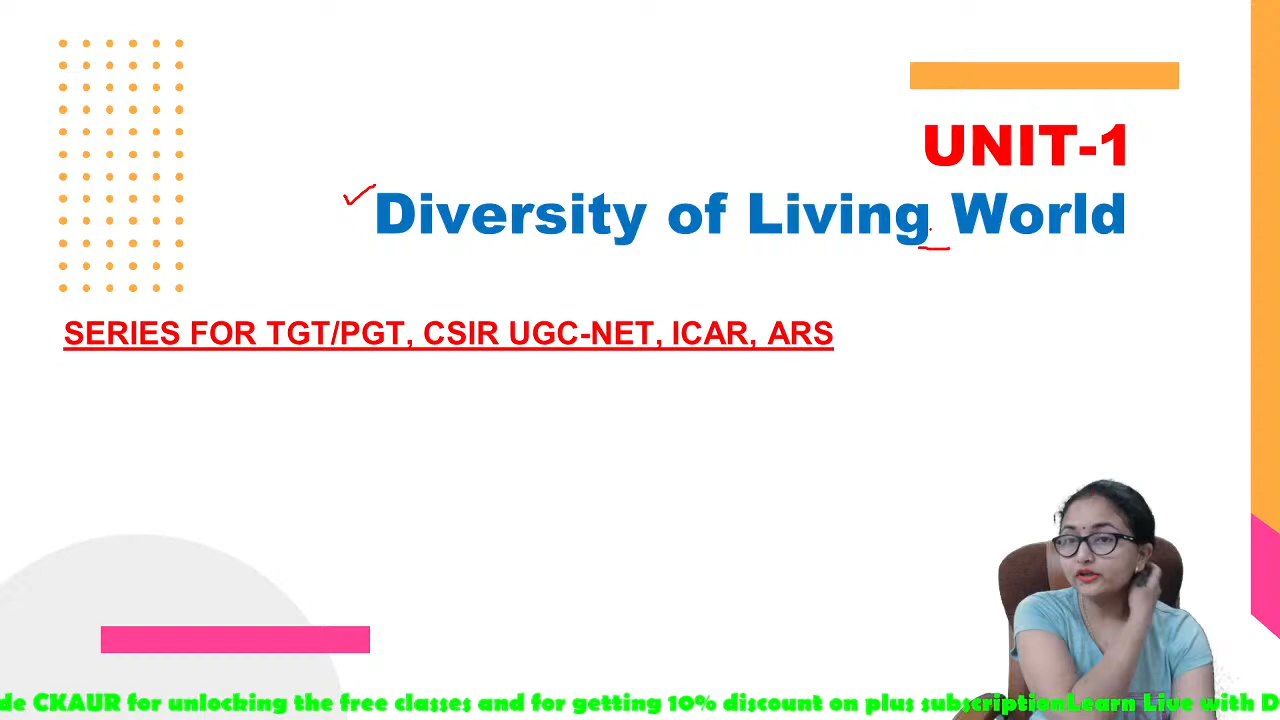 UNIT-1
Diversity of Living World
SERIES FOR TGT/PGT, CSIR UGC-NET, ICAR, ARS
de CKAUR for unlocking the free classes and for getting 10% discount on plus subscriptionLearn Live with D